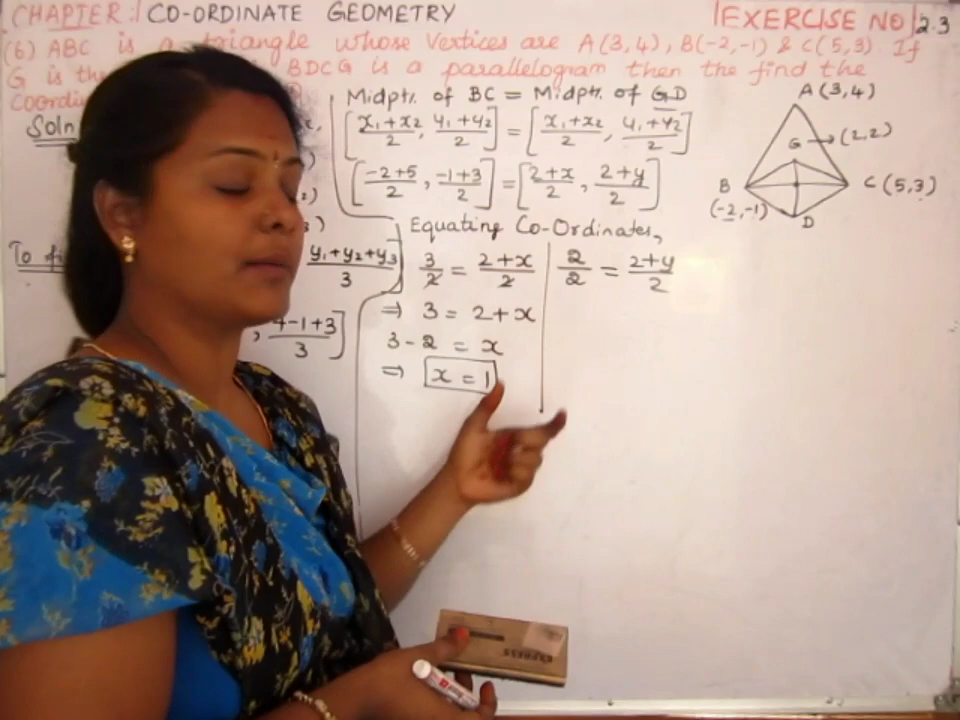 CHAPTER: CO-ORDINATE GEOMETRY
EXERCISE NO 2.3
(6) ABC is a triangle whose vertices are A(3,4), B(-2,-1) & C(5,3). If
G is the BDCG is a parallelogram then the find the
Soln
Midpt. of BC = Midpt. of GD
[x₁+x₂/2, y₁+y₂/2] = [x₁+x₂/2, y₁+y₂/2]
[-2+5/2, -1+3/2] = [2+x/2, 2+y/2]
Equating Co-Ordinates,
3/2 = 2+x/2
⇒ 3 = 2+x
3-2 = x
⇒ x = 1
2/2 = 2+y/2
To
y₁+y₂+y₃/3
, 4-1+3/3]
A (3,4)
G → (2,2)
B
(-2,-1)
C (5,3)
D
EXPRESS